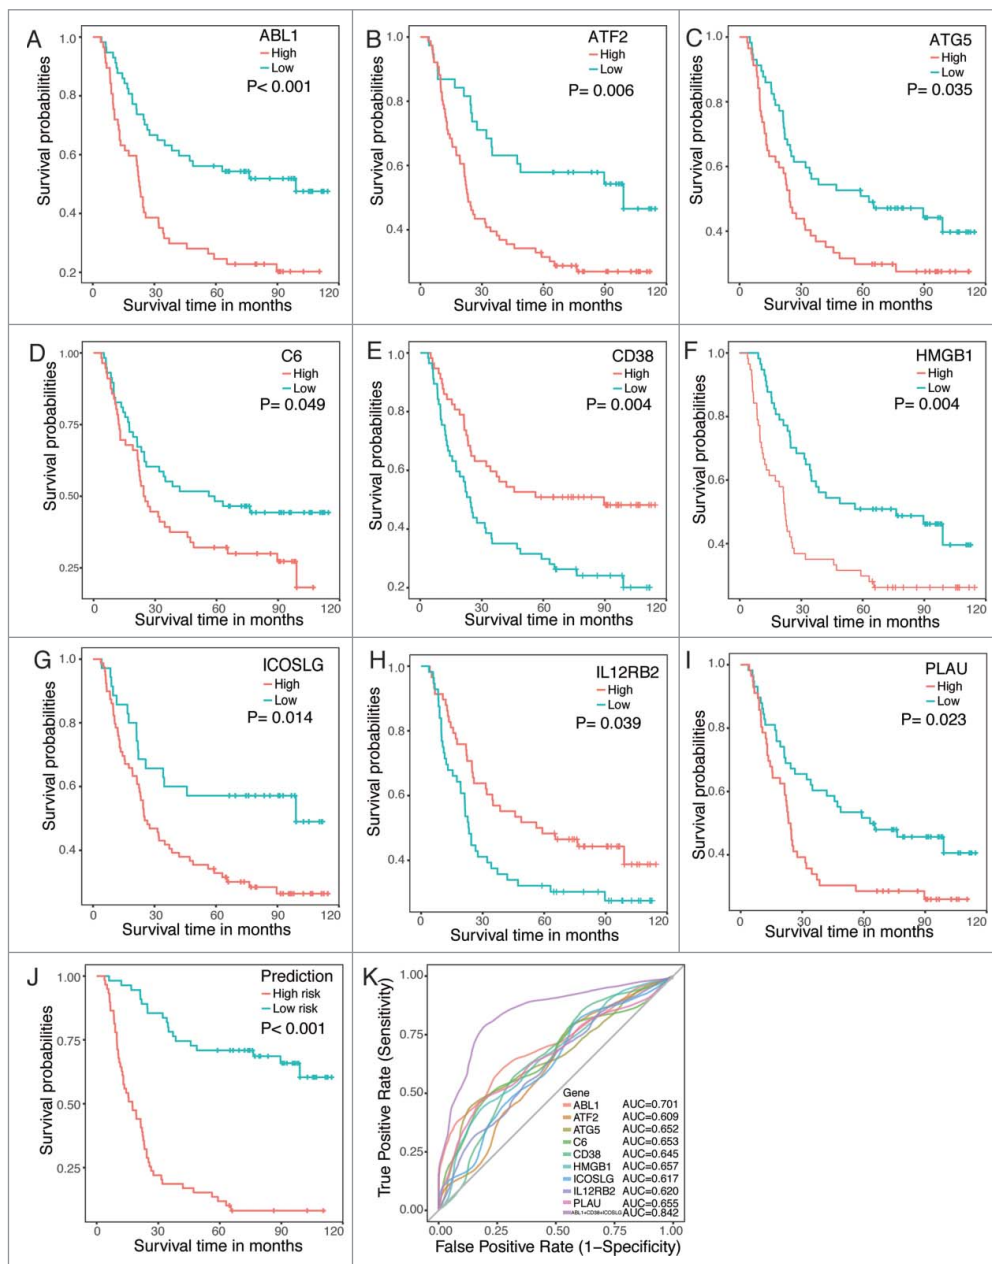 A
ABL1
High
Low
P< 0.001
Survival probabilities
1.0
0.8
0.6
0.4
0.2
0 30 60 90 120
Survival time in months
B
ATF2
High
Low
P= 0.006
Survival probabilities
1.0
0.8
0.6
0.4
0 30 60 90 120
Survival time in months
C
ATG5
High
Low
P= 0.035
Survival probabilities
1.0
0.8
0.6
0.4
0 30 60 90 120
Survival time in months
D
C6
High
Low
P= 0.049
Survival probabilities
1.00
0.75
0.50
0.25
0 30 60 90 120
Survival time in months
E
CD38
High
Low
P= 0.004
Survival probabilities
1.0
0.8
0.6
0.4
0.2
0 30 60 90 120
Survival time in months
F
HMGB1
High
Low
P= 0.004
Survival probabilities
1.0
0.8
0.6
0.4
0 30 60 90 120
Survival time in months
G
ICOSLG
High
Low
P= 0.014
Survival probabilities
1.0
0.8
0.6
0.4
0 30 60 90 120
Survival time in months
H
IL12RB2
High
Low
P= 0.039
Survival probabilities
1.0
0.8
0.6
0.4
0 30 60 90 120
Survival time in months
I
PLAU
High
Low
P= 0.023
Survival probabilities
1.0
0.8
0.6
0.4
0 30 60 90 120
Survival time in months
J
Prediction
High risk
Low risk
P< 0.001
Survival probabilities
1.00
0.75
0.50
0.25
0 30 60 90 120
Survival time in months
K
True Positive Rate (Sensitivity)
1.00
0.75
0.50
0.25
0.00
Gene
ABL1 AUC=0.701
ATF2 AUC=0.609
ATG5 AUC=0.652
C6 AUC=0.653
CD38 AUC=0.645
HMGB1 AUC=0.657
ICOSLG AUC=0.617
IL12RB2 AUC=0.620
PLAU AUC=0.655
ABL1+CD38+ICOSLG AUC=0.842
0.00 0.25 0.50 0.75 1.00
False Positive Rate (1−Specificity)